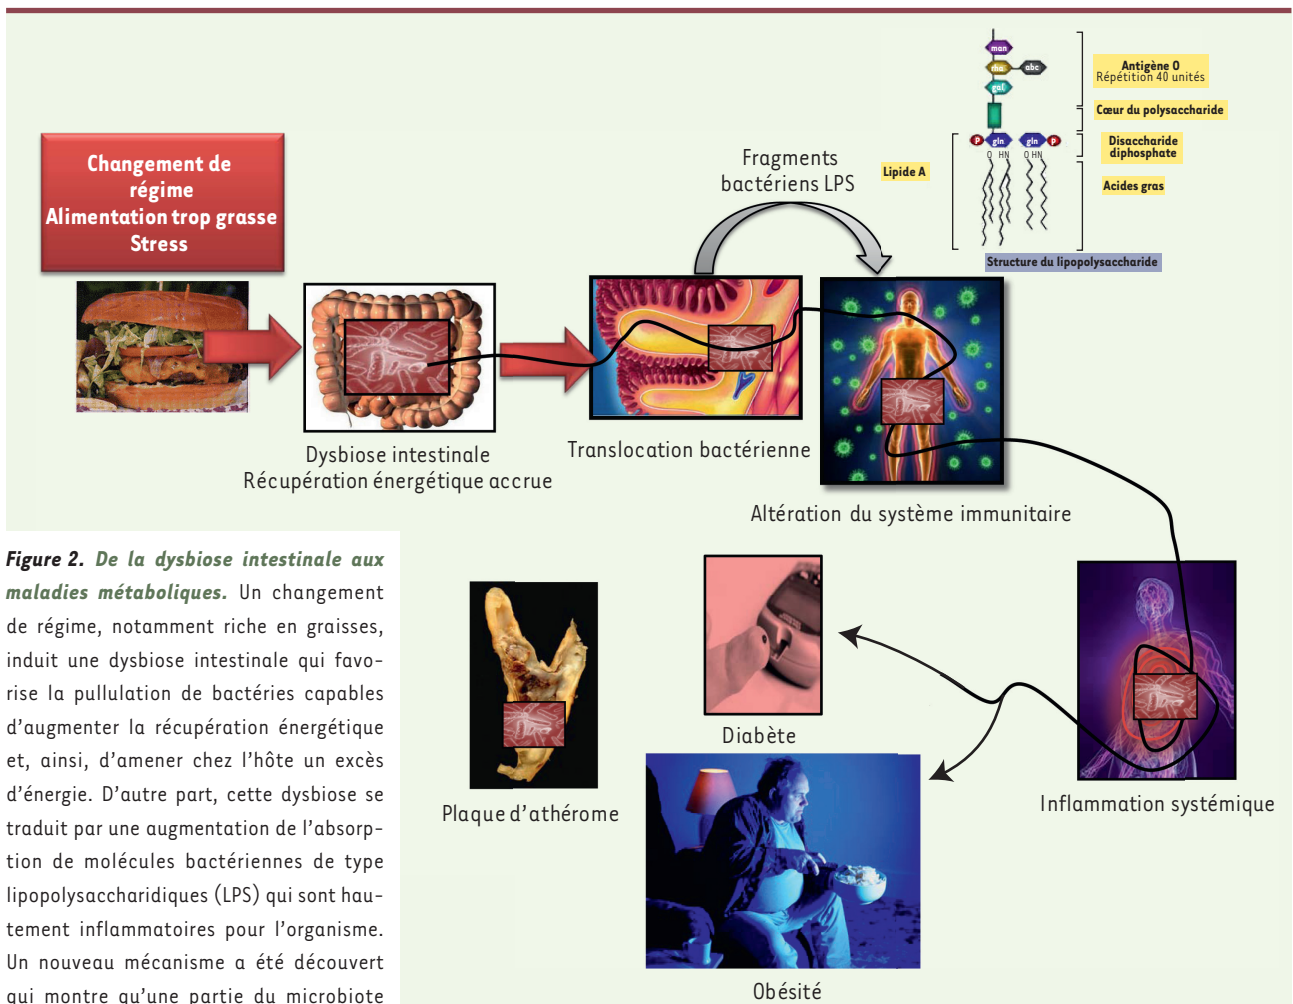 man
rha
abc
gal
P
gln
gln
P
O HN
O HN
Antigène O
Répétition 40 unités
Cœur du polysaccharide
Disaccharide
diphosphate
Lipide A
Acides gras
Structure du lipopolysaccharide
Changement de
régime
Alimentation trop grasse
Stress
Fragments
bactériens LPS
Dysbiose intestinale
Récupération énergétique accrue
Translocation bactérienne
Altération du système immunitaire
Figure 2. De la dysbiose intestinale aux
maladies métaboliques. Un changement
de régime, notamment riche en graisses,
induit une dysbiose intestinale qui favo-
rise la pullulation de bactéries capables
d'augmenter la récupération énergétique
et, ainsi, d'amener chez l'hôte un excès
d'énergie. D'autre part, cette dysbiose se
traduit par une augmentation de l'absorp-
tion de molécules bactériennes de type
lipopolysaccharidiques (LPS) qui sont hau-
tement inflammatoires pour l'organisme.
Un nouveau mécanisme a été découvert
qui montre qu'une partie du microbiote
Plaque d'athérome
Diabète
Obésité
Inflammation systémique